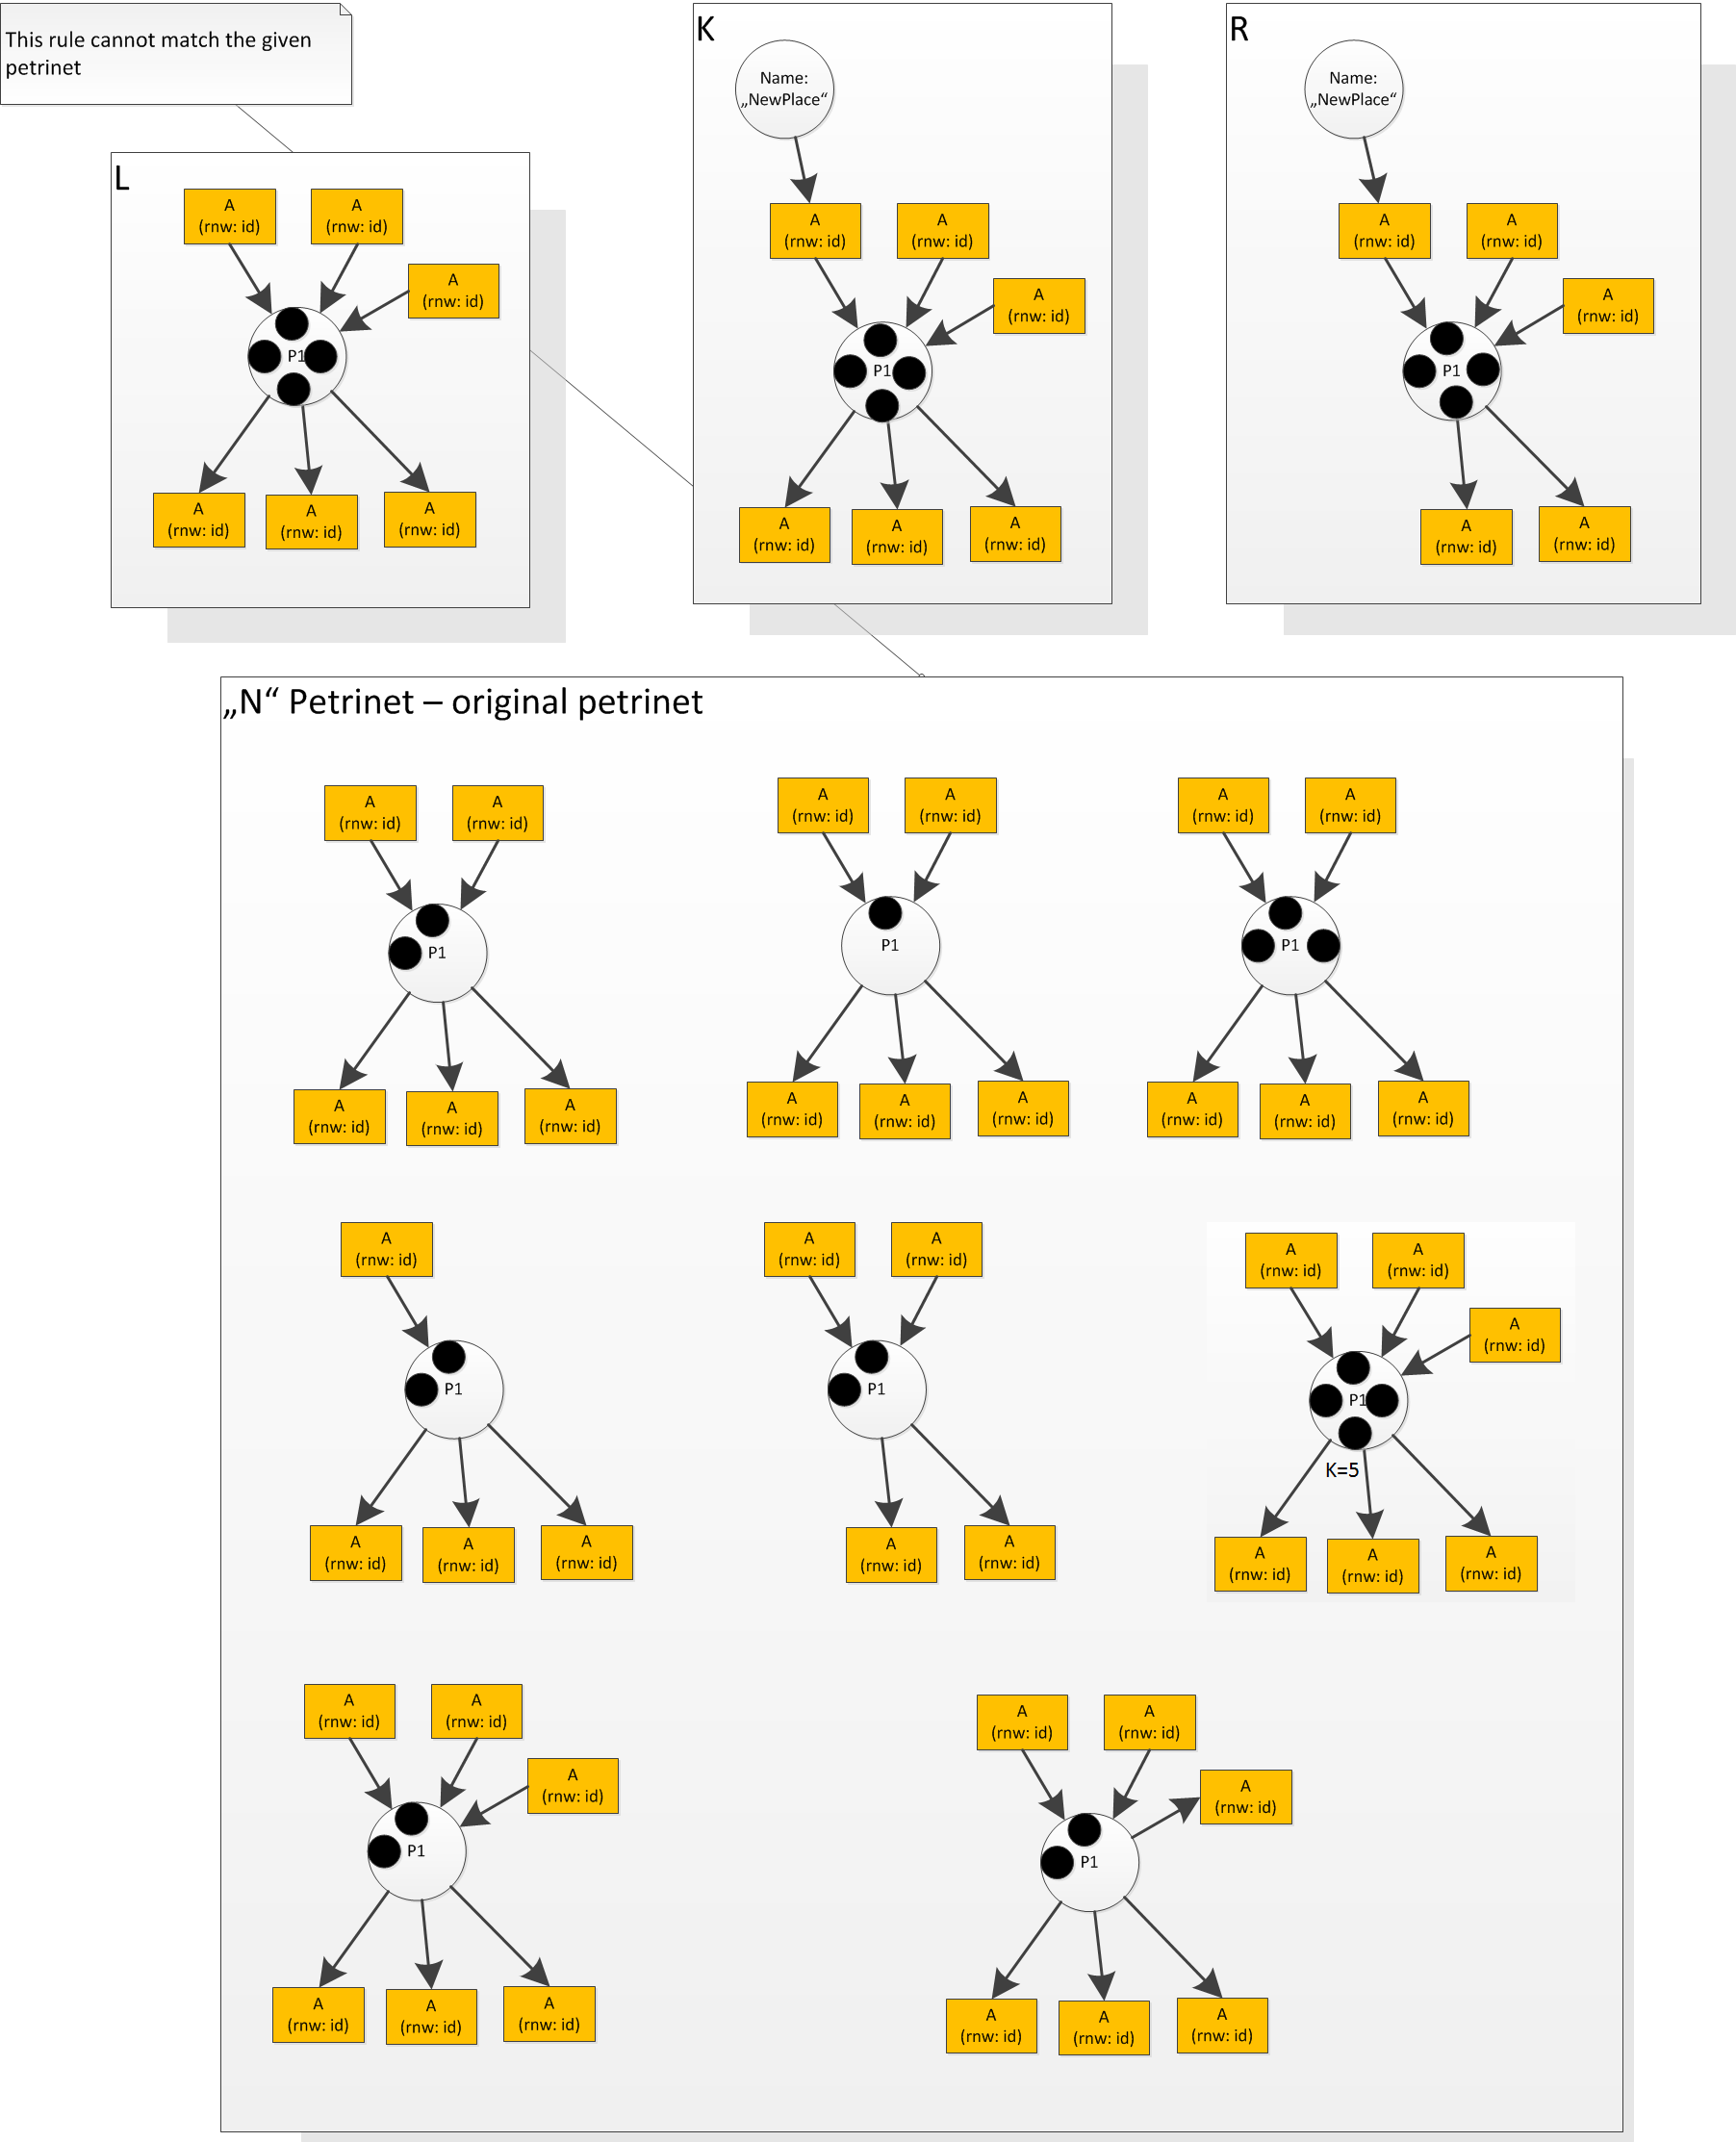 This rule cannot match the given
petrinet
L
A
(rnw: id)
A
(rnw: id)
A
(rnw: id)
P1
A
(rnw: id)
A
(rnw: id)
A
(rnw: id)
K
Name:
„NewPlace“
A
(rnw: id)
A
(rnw: id)
A
(rnw: id)
P1
A
(rnw: id)
A
(rnw: id)
A
(rnw: id)
R
Name:
„NewPlace“
A
(rnw: id)
A
(rnw: id)
A
(rnw: id)
P1
A
(rnw: id)
A
(rnw: id)
„N“ Petrinet – original petrinet
A
(rnw: id)
A
(rnw: id)
P1
A
(rnw: id)
A
(rnw: id)
A
(rnw: id)
A
(rnw: id)
A
(rnw: id)
P1
A
(rnw: id)
A
(rnw: id)
A
(rnw: id)
A
(rnw: id)
A
(rnw: id)
P1
A
(rnw: id)
A
(rnw: id)
A
(rnw: id)
A
(rnw: id)
P1
A
(rnw: id)
A
(rnw: id)
A
(rnw: id)
A
(rnw: id)
A
(rnw: id)
P1
A
(rnw: id)
A
(rnw: id)
A
(rnw: id)
A
(rnw: id)
A
(rnw: id)
P1
K=5
A
(rnw: id)
A
(rnw: id)
A
(rnw: id)
A
(rnw: id)
A
(rnw: id)
A
(rnw: id)
P1
A
(rnw: id)
A
(rnw: id)
A
(rnw: id)
A
(rnw: id)
A
(rnw: id)
A
(rnw: id)
P1
A
(rnw: id)
A
(rnw: id)
A
(rnw: id)